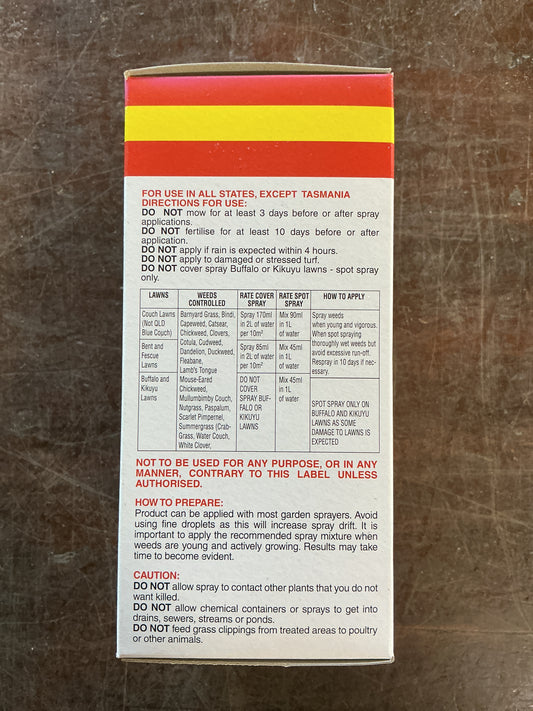 FOR USE IN ALL STATES, EXCEPT TASMANIA
DIRECTIONS FOR USE:
DO NOT mow for at least 3 days before or after spray
applications.
DO NOT fertilise for at least 10 days before or after
application.
DO NOT apply if rain is expected within 4 hours.
DO NOT apply to damaged or stressed turf.
DO NOT cover spray Buffalo or Kikuyu lawns - spot spray
only.
LAWNS
WEEDS
CONTROLLED
RATE COVER
SPRAY
RATE SPOT
SPRAY
HOW TO APPLY
Couch Lawns
(Not QLD
Blue Couch)
Bent and
Fescue
Lawns
Buffalo and
Kikuyu
Lawns
Barnyard Grass, Bindi,
Capeweed, Catsear,
Chickweed, Clovers,
Cotula, Cudweed,
Dandelion, Duckweed,
Fleabane,
Lamb's Tongue
Mouse-Eared
Chickweed,
Mullumbimby Couch,
Nutgrass, Paspalum,
Scarlet Pimpernel,
Summergrass (Crab-
Grass, Water Couch,
White Clover,
Spray 170ml
in 2L of water
per 10m²
Spray 85ml
in 2L of water
per 10m²
DO NOT
COVER
SPRAY BUF-
FALO OR
KIKUYU
LAWNS
Mix 90ml
in 1L
of water
Mix 45ml
in 1L
of water
Mix 45ml
in 1L
of water
Spray weeds
when young and vigorous.
When spot spraying
thoroughly wet weeds but
avoid excessive run-off.
Respray in 10 days if nec-
essary.
SPOT SPRAY ONLY ON
BUFFALO AND KIKUYU
LAWNS AS SOME
DAMAGE TO LAWNS IS
EXPECTED
NOT TO BE USED FOR ANY PURPOSE, OR IN ANY
MANNER, CONTRARY TO THIS LABEL UNLESS
AUTHORISED.
HOW TO PREPARE:
Product can be applied with most garden sprayers. Avoid
using fine droplets as this will increase spray drift. It is
important to apply the recommended spray mixture when
weeds are young and actively growing. Results may take
time to become evident.
CAUTION:
DO NOT allow spray to contact other plants that you do not
want killed.
DO NOT allow chemical containers or sprays to get into
drains, sewers, streams or ponds.
DO NOT feed grass clippings from treated areas to poultry
or other animals.